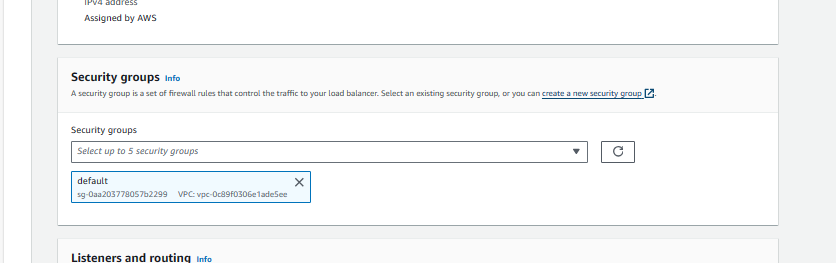 IPv4 address
Assigned by AWS
Security groups Info
A security group is a set of firewall rules that control the traffic to your load balancer. Select an existing security group, or you can create a new security group.
Security groups
Select up to 5 security groups
default
sg-0aa203778057b2299 VPC: vpc-0c89f0306e1ade5ee
Listeners and routing Info